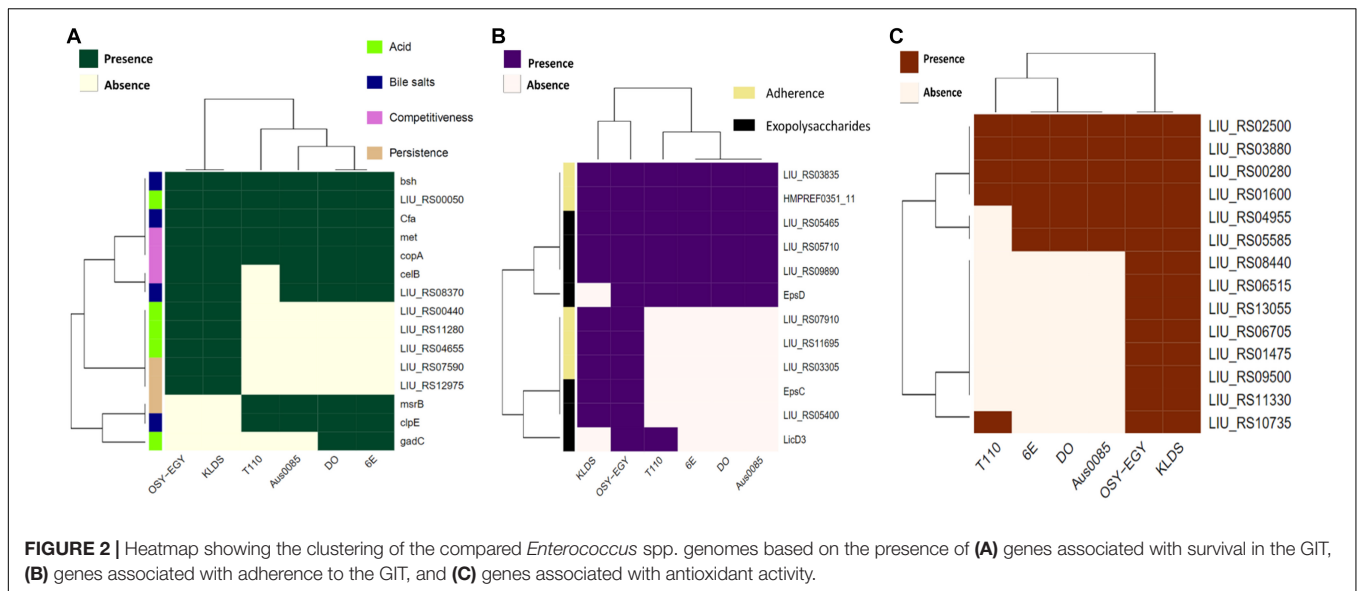 A
Presence
Absence
Acid
Bile salts
Competitiveness
Persistence
bsh
LIU_RS00050
Cfa
met
copA
celB
LIU_RS08370
LIU_RS00440
LIU_RS11280
LIU_RS04655
LIU_RS07590
LIU_RS12975
msrB
clpE
gadC
OSY-EGY
KLDS
T110
Aus0085
DO
6E
B
Presence
Absence
Adherence
Exopolysaccharides
LIU_RS03835
HMPREF0351_11
LIU_RS05465
LIU_RS05710
LIU_RS09890
EpsD
LIU_RS07910
LIU_RS11695
LIU_RS03305
EpsC
LIU_RS05400
LicD3
KLDS
OSY-EGY
T110
6E
DO
Aus0085
C
Presence
Absence
LIU_RS02500
LIU_RS03880
LIU_RS00280
LIU_RS01600
LIU_RS04955
LIU_RS05585
LIU_RS08440
LIU_RS06515
LIU_RS13055
LIU_RS06705
LIU_RS01475
LIU_RS09500
LIU_RS11330
LIU_RS10735
T110
6E
DO
Aus0085
OSY-EGY
KLDS
FIGURE 2 | Heatmap showing the clustering of the compared Enterococcus spp. genomes based on the presence of (A) genes associated with survival in the GIT,
(B) genes associated with adherence to the GIT, and (C) genes associated with antioxidant activity.